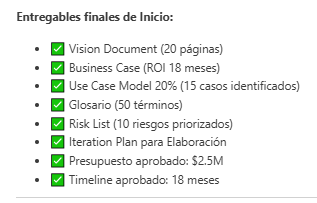 Entregables finales de Inicio:
✅ Vision Document (20 páginas)
✅ Business Case (ROI 18 meses)
✅ Use Case Model 20% (15 casos identificados)
✅ Glosario (50 términos)
✅ Risk List (10 riesgos priorizados)
✅ Iteration Plan para Elaboración
✅ Presupuesto aprobado: $2.5M
✅ Timeline aprobado: 18 meses